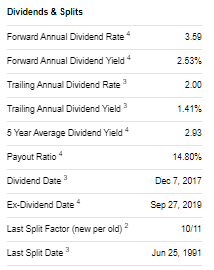 Dividends & Splits
Forward Annual Dividend Rate 4 3.59
Forward Annual Dividend Yield 4 2.53%
Trailing Annual Dividend Rate 3 2.00
Trailing Annual Dividend Yield 3 1.41%
5 Year Average Dividend Yield 4 2.93
Payout Ratio 4 14.80%
Dividend Date 3 Dec 7, 2017
Ex-Dividend Date 4 Sep 27, 2019
Last Split Factor (new per old) 2 10/11
Last Split Date 3 Jun 25, 1991